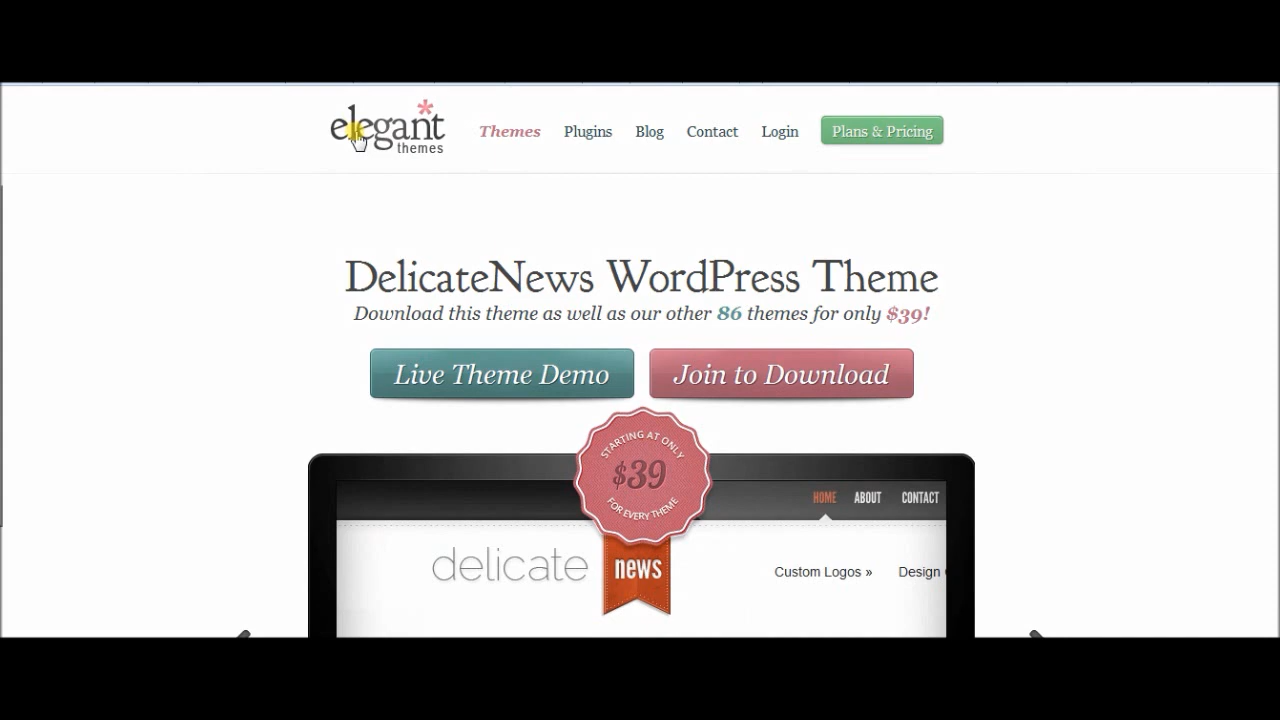 elegant
themes
Themes Plugins Blog Contact Login Plans & Pricing
DelicateNews WordPress Theme
Download this theme as well as our other 86 themes for only $39!
Live Theme Demo Join to Download
STARTING AT ONLY
$39
FOR EVERY THEME
HOME ABOUT CONTACT
delicate news
Custom Logos » Design